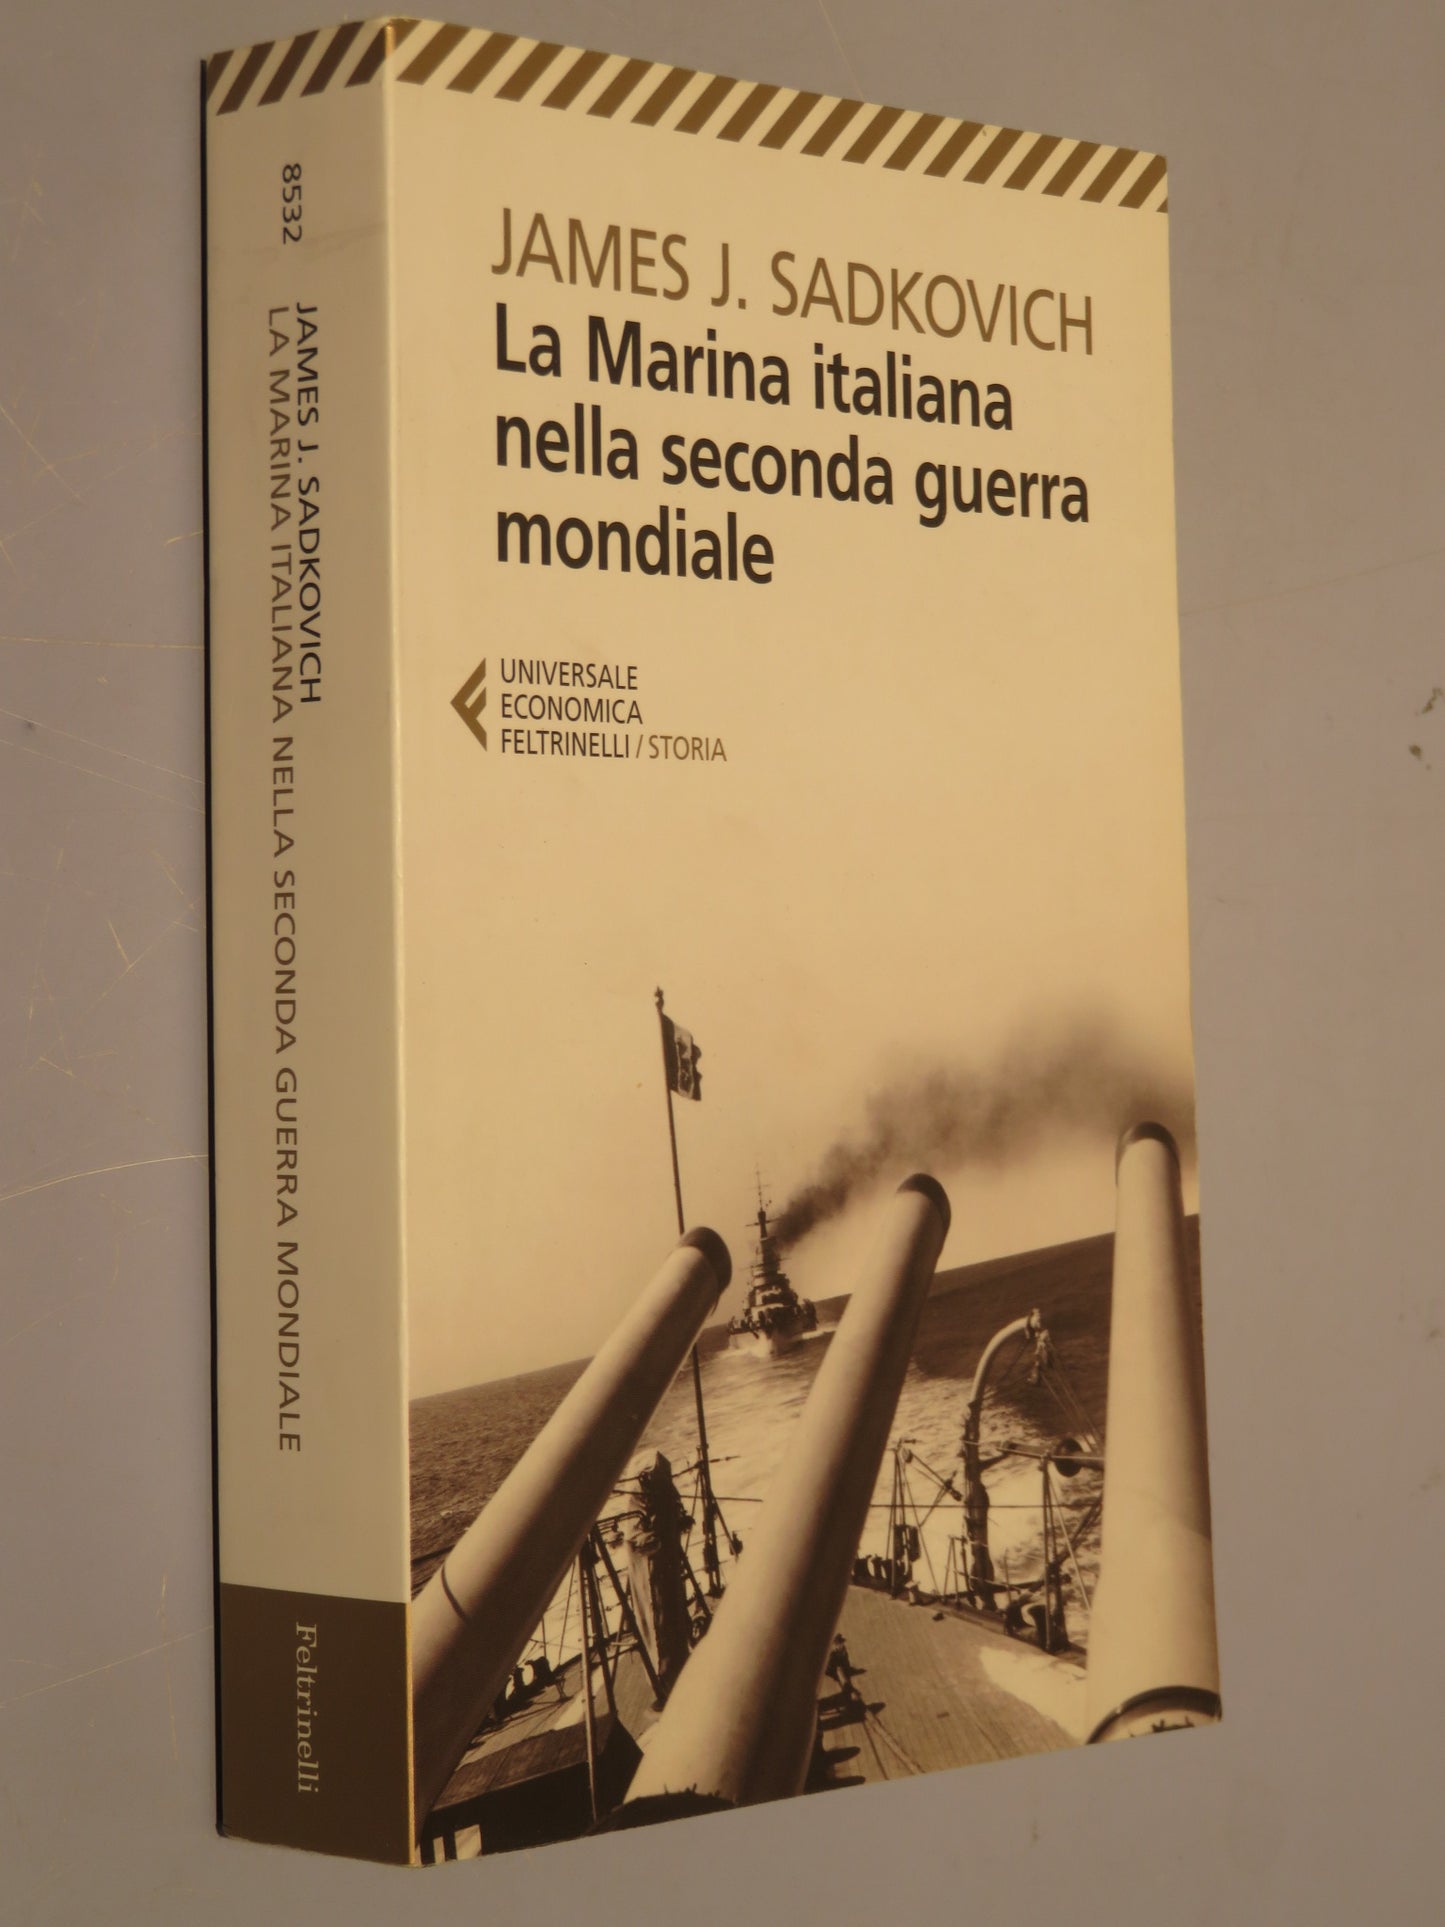 8532
JAMES J. SADKOVICH
LA MARINA ITALIANA NELLA SECONDA GUERRA MONDIALE
Feltrinelli
JAMES J. SADKOVICH
La Marina italiana
nella seconda guerra
mondiale
UNIVERSALE
ECONOMICA
FELTRINELLI / STORIA